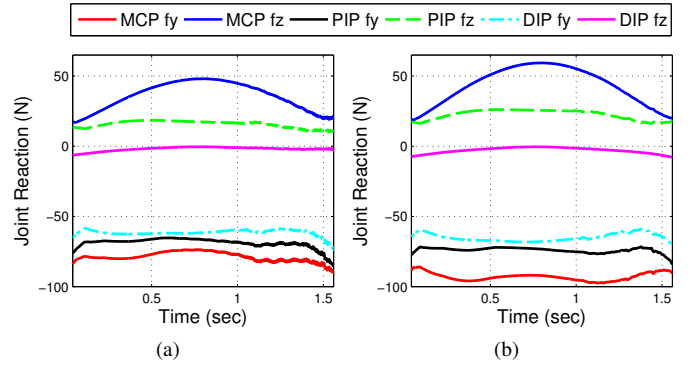 MCP fy MCP fz PIP fy PIP fz DIP fy DIP fz
Joint Reaction (N)
50
0
−50
−100
0.5 1 1.5
Time (sec)
(a)
Joint Reaction (N)
50
0
−50
−100
0.5 1 1.5
Time (sec)
(b)